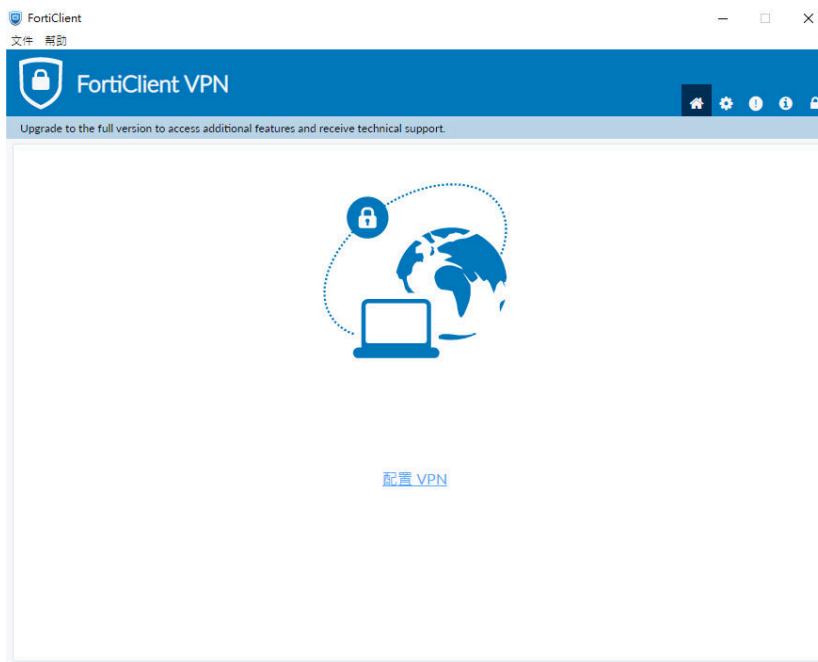 FortiClient
文件 幫助
FortiClient VPN
Upgrade to the full version to access additional features and receive technical support.
配置 VPN